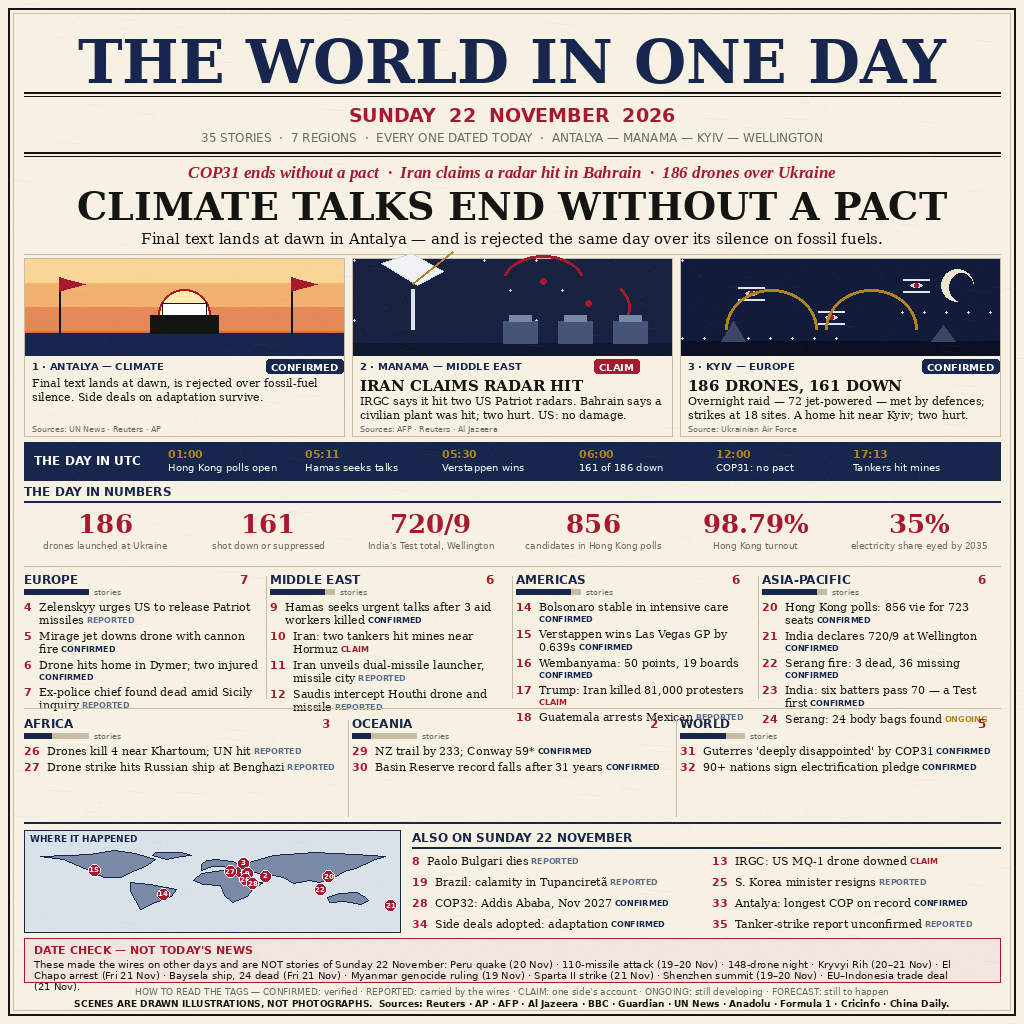 THE WORLD IN ONE DAY
SUNDAY 22 NOVEMBER 2026
35 STORIES · 7 REGIONS · EVERY ONE DATED TODAY · ANTALYA — MANAMA — KYIV — WELLINGTON
COP31 ends without a pact · Iran claims a radar hit in Bahrain · 186 drones over Ukraine
CLIMATE TALKS END WITHOUT A PACT
Final text lands at dawn in Antalya — and is rejected the same day over its silence on fossil fuels.
1 · ANTALYA — CLIMATE CONFIRMED
Final text lands at dawn, is rejected over fossil-fuel
silence. Side deals on adaptation survive.
Sources: UN News · Reuters · AP
2 · MANAMA — MIDDLE EAST CLAIM
IRAN CLAIMS RADAR HIT
IRGC says it hit two US Patriot radars. Bahrain says a
civilian plant was hit; two hurt. US: no damage.
Sources: AFP · Reuters · Al Jazeera
3 · KYIV — EUROPE CONFIRMED
186 DRONES, 161 DOWN
Overnight raid — 72 jet-powered — met by defences;
strikes at 18 sites. A home hit near Kyiv; two hurt.
Source: Ukrainian Air Force
THE DAY IN UTC
01:00
Hong Kong polls open
05:11
Hamas seeks talks
05:30
Verstappen wins
06:00
161 of 186 down
12:00
COP31: no pact
17:13
Tankers hit mines
THE DAY IN NUMBERS
186
drones launched at Ukraine
161
shot down or suppressed
720/9
India's Test total, Wellington
856
candidates in Hong Kong polls
98.79%
Hong Kong turnout
35%
electricity share eyed by 2035
EUROPE 7
stories
4 Zelenskyy urges US to release Patriot
missiles REPORTED
5 Mirage jet downs drone with cannon
fire CONFIRMED
6 Drone hits home in Dymer; two injured
CONFIRMED
7 Ex-police chief found dead amid Sicily
inquiry REPORTED
MIDDLE EAST 6
stories
9 Hamas seeks urgent talks after 3 aid
workers killed CONFIRMED
10 Iran: two tankers hit mines near
Hormuz CLAIM
11 Iran unveils dual-missile launcher,
missile city REPORTED
12 Saudis intercept Houthi drone and
missile REPORTED
AMERICAS 6
stories
14 Bolsonaro stable in intensive care
CONFIRMED
15 Verstappen wins Las Vegas GP by
0.639s CONFIRMED
16 Wembanyama: 50 points, 19 boards
CONFIRMED
17 Trump: Iran killed 81,000 protesters
CLAIM
18 Guatemala arrests Mexican REPORTED
ASIA-PACIFIC 6
stories
20 Hong Kong polls: 856 vie for 723
seats CONFIRMED
21 India declares 720/9 at Wellington
CONFIRMED
22 Serang fire: 3 dead, 36 missing
CONFIRMED
23 India: six batters pass 70 — a Test
first CONFIRMED
24 Serang: 24 body bags found ONGOING
AFRICA 3
stories
26 Drones kill 4 near Khartoum; UN hit REPORTED
27 Drone strike hits Russian ship at Benghazi REPORTED
OCEANIA 2
stories
29 NZ trail by 233; Conway 59* CONFIRMED
30 Basin Reserve record falls after 31 years CONFIRMED
WORLD 5
stories
31 Guterres 'deeply disappointed' by COP31 CONFIRMED
32 90+ nations sign electrification pledge CONFIRMED
WHERE IT HAPPENED
15
14
3
27
2
28
20
22
21
ALSO ON SUNDAY 22 NOVEMBER
8 Paolo Bulgari dies REPORTED
13 IRGC: US MQ-1 drone downed CLAIM
19 Brazil: calamity in Tupanciretã REPORTED
25 S. Korea minister resigns REPORTED
28 COP32: Addis Ababa, Nov 2027 CONFIRMED
33 Antalya: longest COP on record CONFIRMED
34 Side deals adopted: adaptation CONFIRMED
35 Tanker-strike report unconfirmed REPORTED
DATE CHECK — NOT TODAY'S NEWS
These made the wires on other days and are NOT stories of Sunday 22 November: Peru quake (20 Nov) · 110-missile attack (19–20 Nov) · 148-drone night · Kryvyi Rih (20–21 Nov) · El
Chapo arrest (Fri 21 Nov) · Baysela ship, 24 dead (Fri 21 Nov) · Myanmar genocide ruling (19 Nov) · Sparta II strike (21 Nov) · Shenzhen summit (19–20 Nov) · EU–Indonesia trade deal
(21 Nov).
HOW TO READ THE TAGS — CONFIRMED: verified · REPORTED: carried by the wires · CLAIM: one side's account · ONGOING: still developing · FORECAST: still to happen
SCENES ARE DRAWN ILLUSTRATIONS, NOT PHOTOGRAPHS. Sources: Reuters · AP · AFP · Al Jazeera · BBC · Guardian · UN News · Anadolu · Formula 1 · Cricinfo · China Daily.